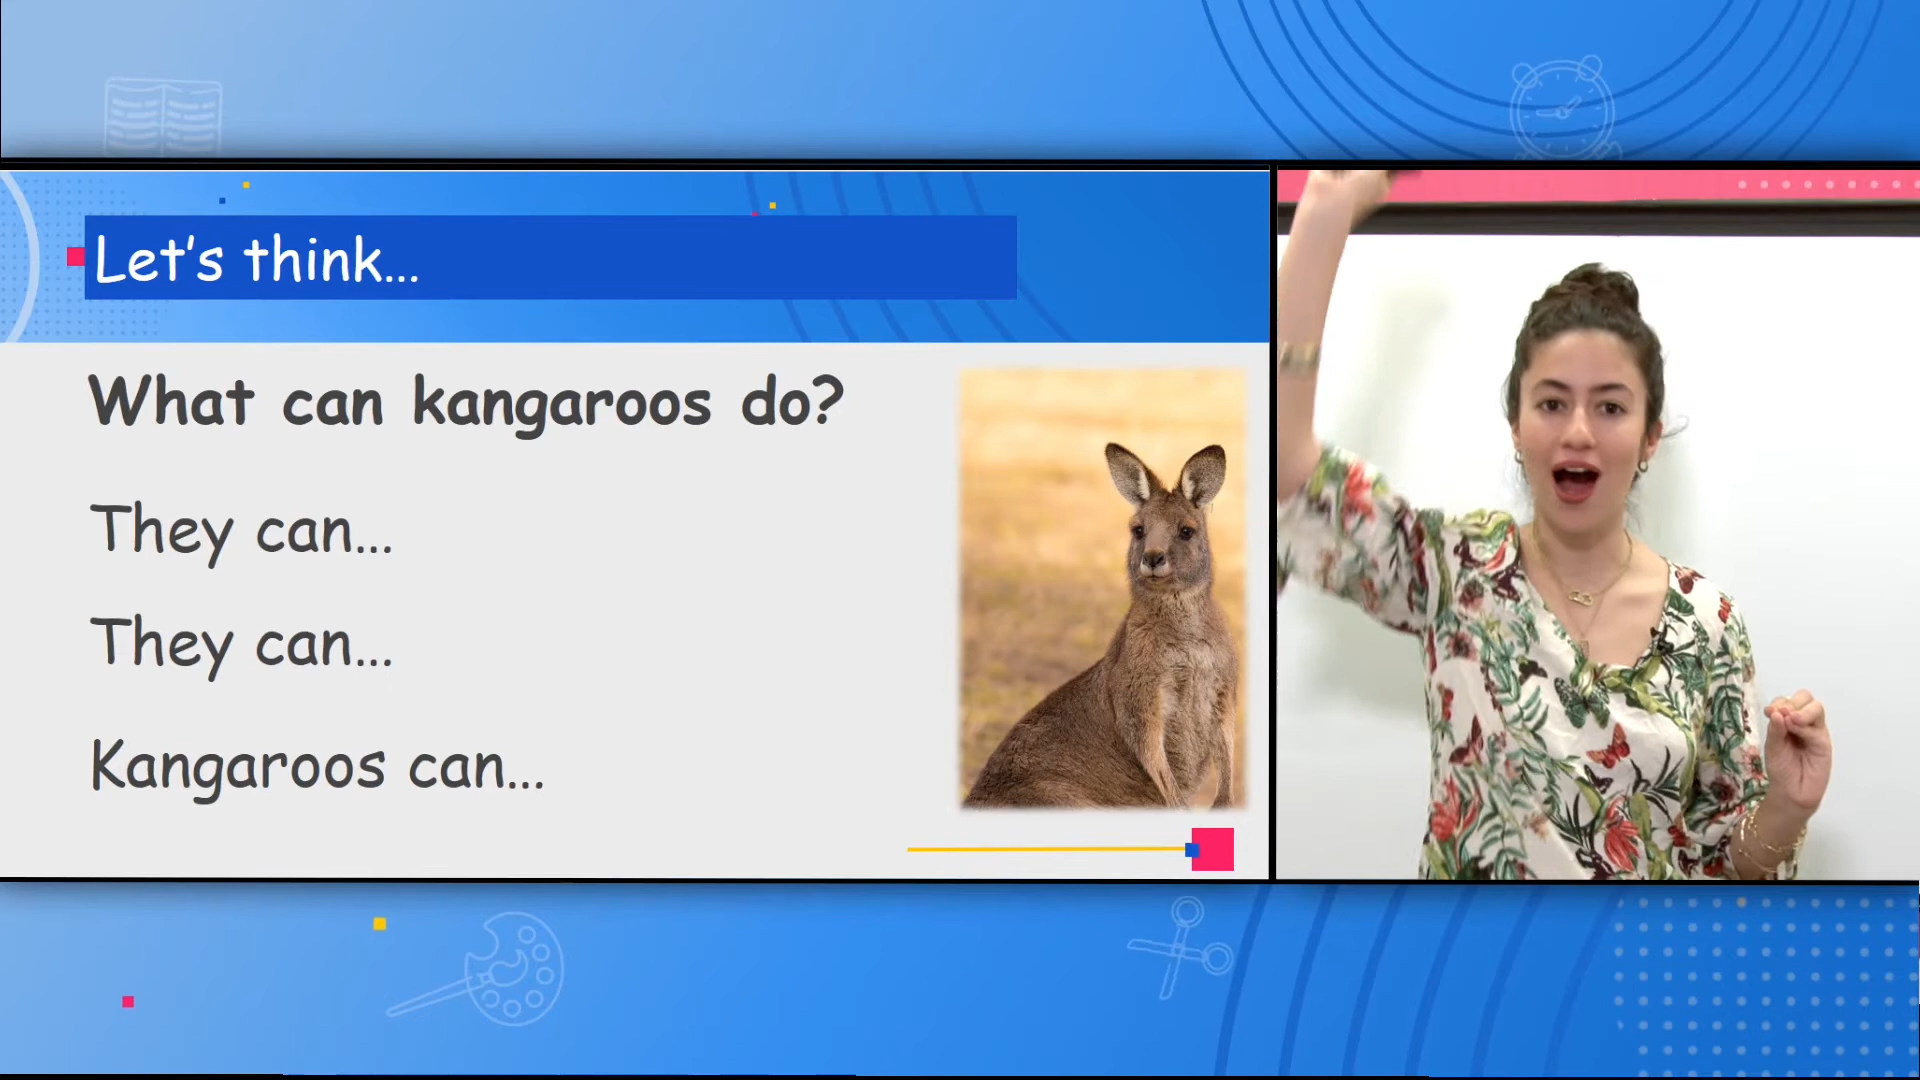 Let's think...
What can kangaroos do?
They can...
They can...
Kangaroos can...